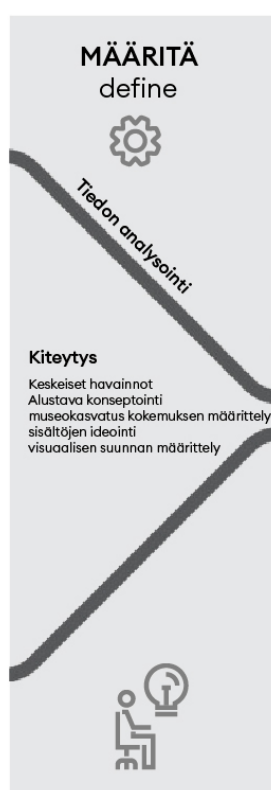 MÄÄRITÄ
define
Tiedon analysointi
Kiteytys
Keskeiset havainnot
Alustava konseptointi
museokasvatus kokemuksen määrittely
sisältöjen ideointi
visuaalisen suunnan määrittely